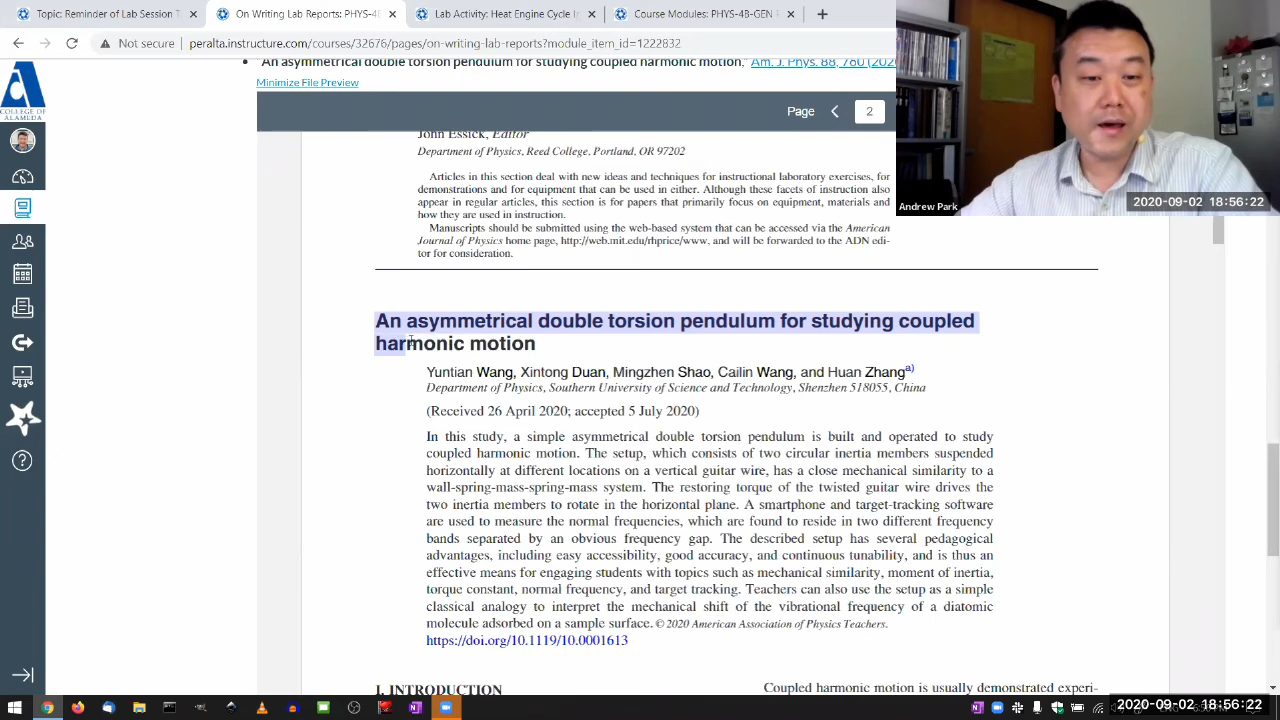 Topic: Lab Report Writing - 20
On writing lab reports: PHYS-4
Heat Engine Heating Cycle lp
Course Modules: PHYS-4B-GEN
Not secure peralta.instructure.com/courses/32676/pages/on-writing-lab-reports?module_item_id=1222832
COLLEGE OF
ALAMEDA
"An asymmetrical double torsion pendulum for studying coupled harmonic motion," Am. J. Phys. 88, 760 (202
Minimize File Preview
Page 2
John Essick, Editor
Department of Physics, Reed College, Portland, OR 97202
Articles in this section deal with new ideas and techniques for instructional laboratory exercises, for
demonstrations and for equipment that can be used in either. Although these facets of instruction also
appear in regular articles, this section is for papers that primarily focus on equipment, materials and
how they are used in instruction.
Manuscripts should be submitted using the web-based system that can be accessed via the American
Journal of Physics home page, http://web.mit.edu/rhprice/www, and will be forwarded to the ADN edi-
tor for consideration.
Andrew Park
2020-09-02 18:56:22
An asymmetrical double torsion pendulum for studying coupled
harmonic motion
Yuntian Wang, Xintong Duan, Mingzhen Shao, Cailin Wang, and Huan Zhang a)
Department of Physics, Southern University of Science and Technology, Shenzhen 518055, China
(Received 26 April 2020; accepted 5 July 2020)
In this study, a simple asymmetrical double torsion pendulum is built and operated to study
coupled harmonic motion. The setup, which consists of two circular inertia members suspended
horizontally at different locations on a vertical guitar wire, has a close mechanical similarity to a
wall-spring-mass-spring-mass system. The restoring torque of the twisted guitar wire drives the
two inertia members to rotate in the horizontal plane. A smartphone and target-tracking software
are used to measure the normal frequencies, which are found to reside in two different frequency
bands separated by an obvious frequency gap. The described setup has several pedagogical
advantages, including easy accessibility, good accuracy, and continuous tunability, and is thus an
effective means for engaging students with topics such as mechanical similarity, moment of inertia,
torque constant, normal frequency, and target tracking. Teachers can also use the setup as a simple
classical analogy to interpret the mechanical shift of the vibrational frequency of a diatomic
molecule adsorbed on a sample surface. © 2020 American Association of Physics Teachers.
https://doi.org/10.1119/10.0001613
I. INTRODUCTION
Coupled harmonic motion is usually demonstrated experi-
2020-09-02 18:56:22